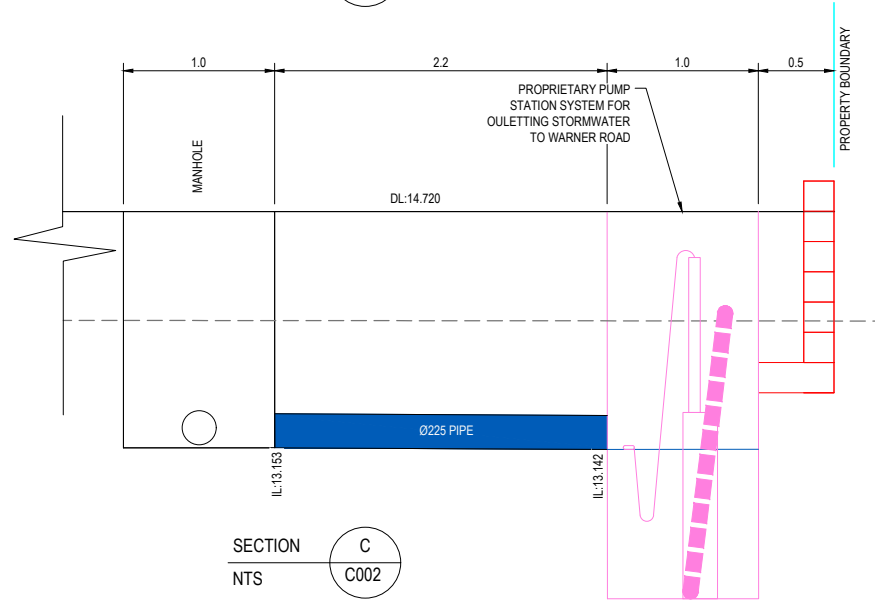 1.0
2.2
1.0
0.5
PROPRIETARY PUMP
STATION SYSTEM FOR
OULETTING STORMWATER
TO WARNER ROAD
PROPERTY BOUNDARY
MANHOLE
DL:14.720
Ø225 PIPE
IL:13.153
IL:13.142
SECTION
C
NTS
C002